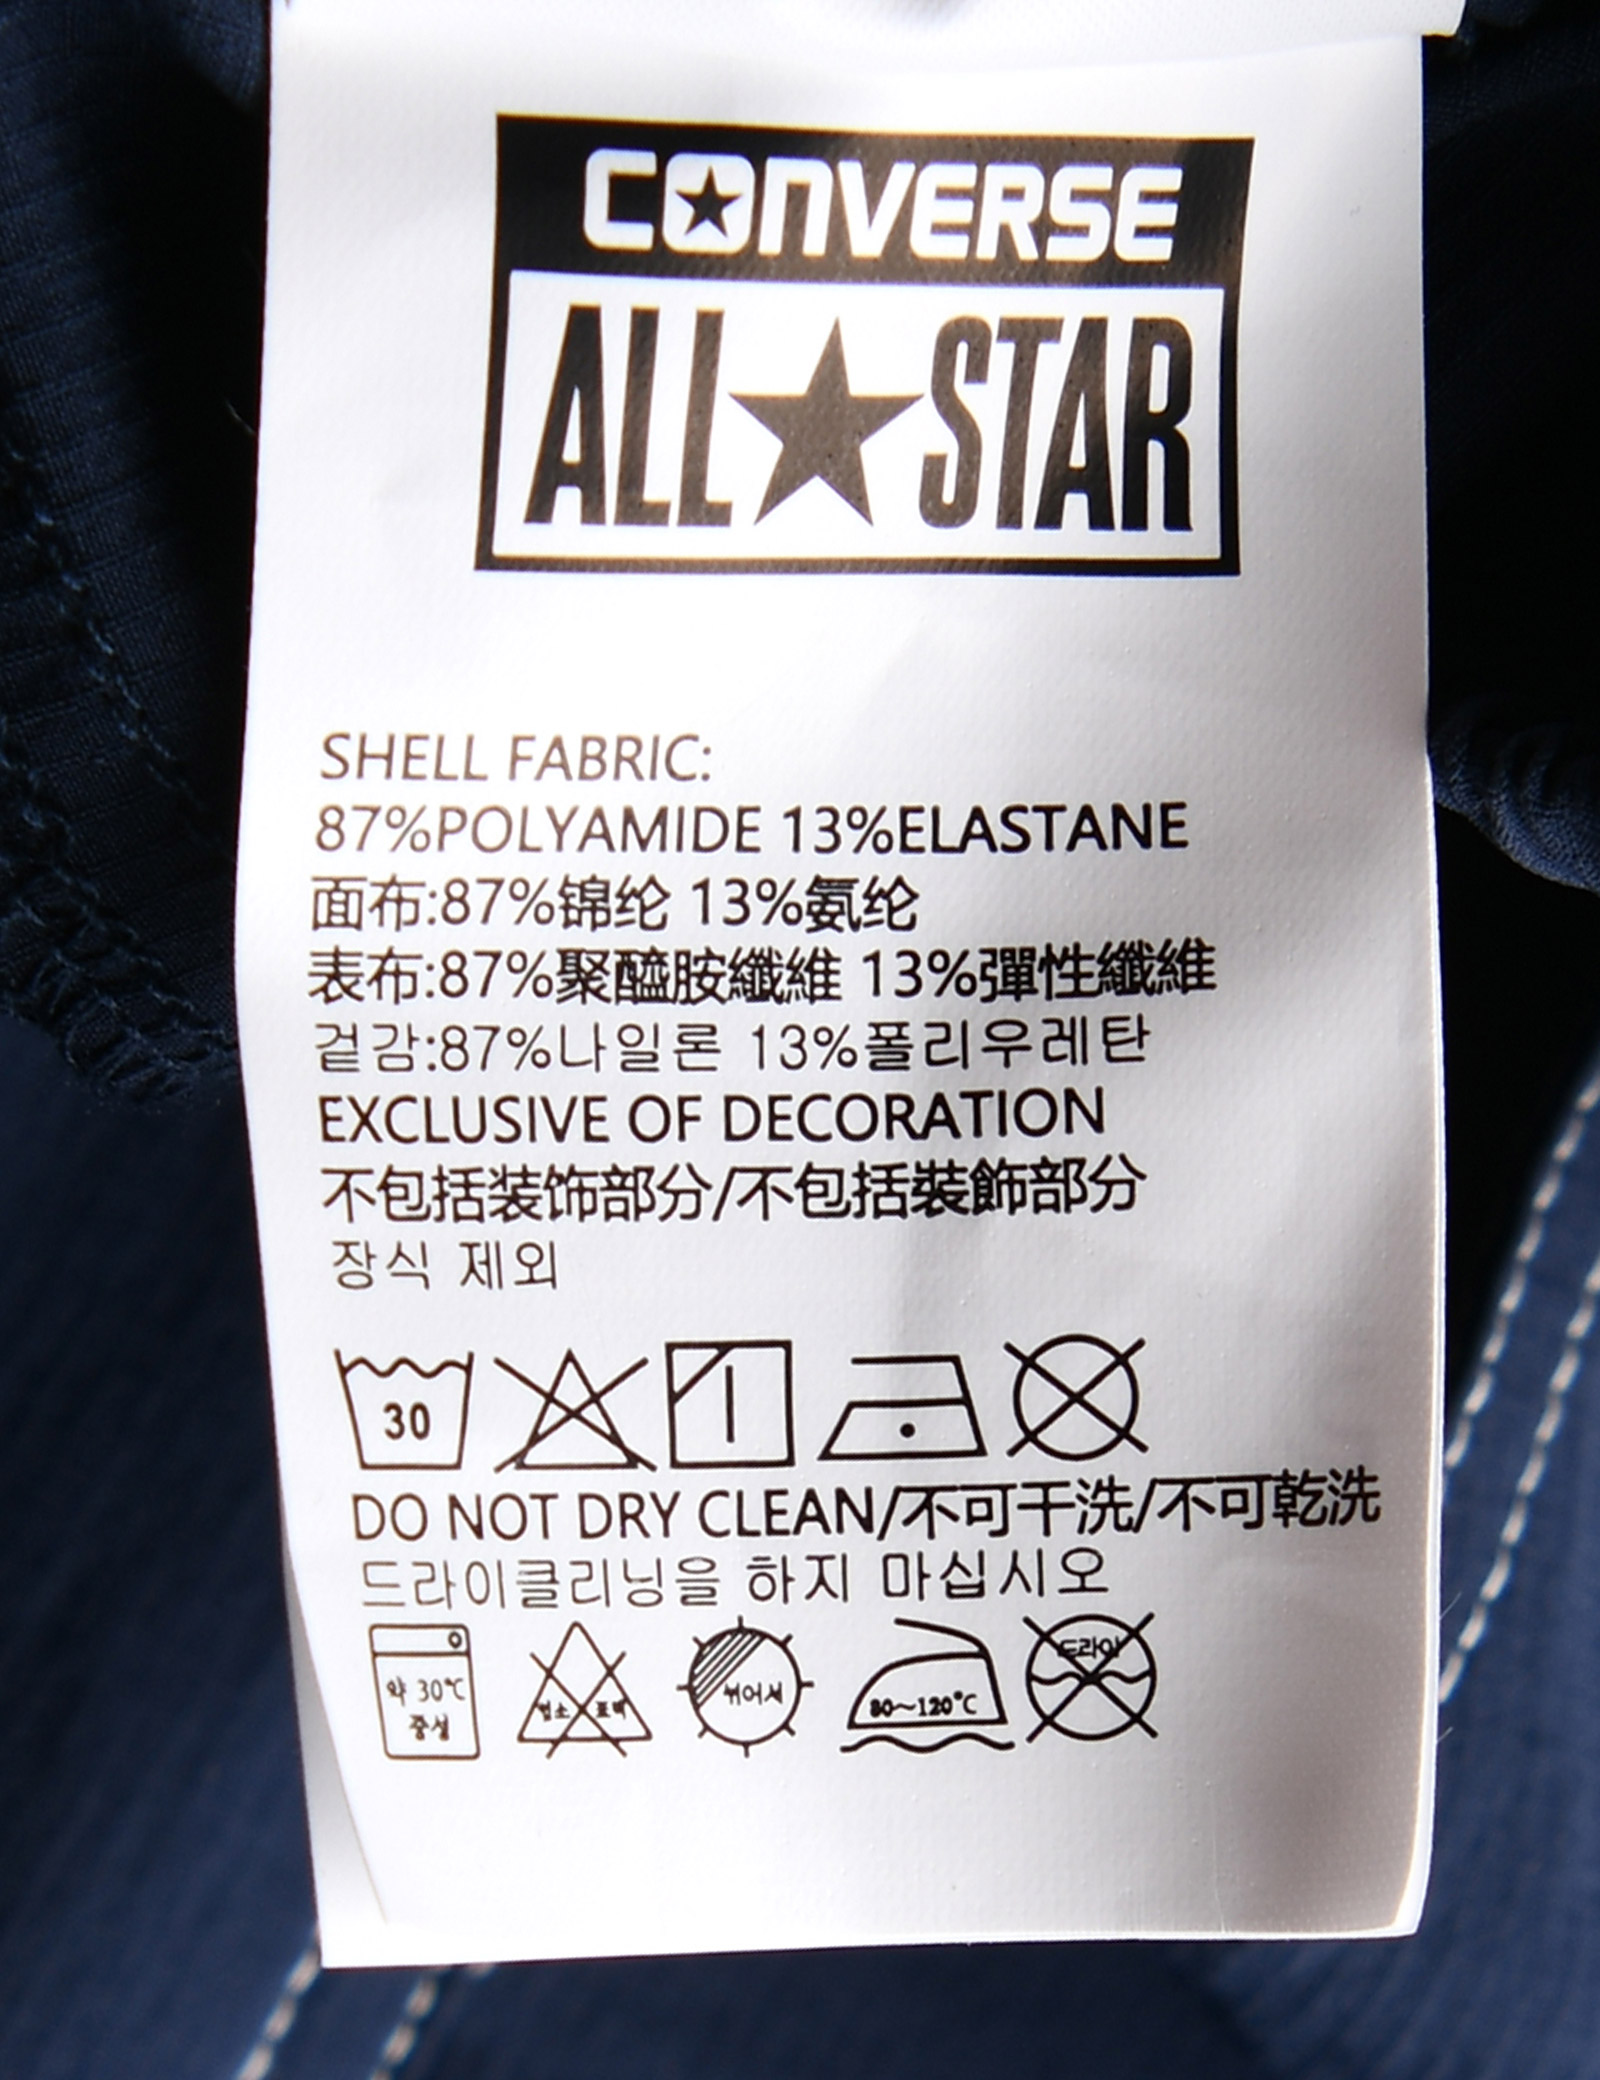 CONVERSE
ALL STAR
SHELL FABRIC:
87%POLYAMIDE 13%ELASTANE
面布:87%锦纶 13%氨纶
表布:87%聚醯胺纖維 13%彈性纖維
겉감:87%나일론 13%폴리우레탄
EXCLUSIVE OF DECORATION
不包括装饰部分/不包括裝飾部分
장식 제외
30
DO NOT DRY CLEAN/不可干洗/不可乾洗
드라이클리닝을 하지 마십시오
약 30℃ 중성
염소 표백
뉘어서
80~120℃
드라이